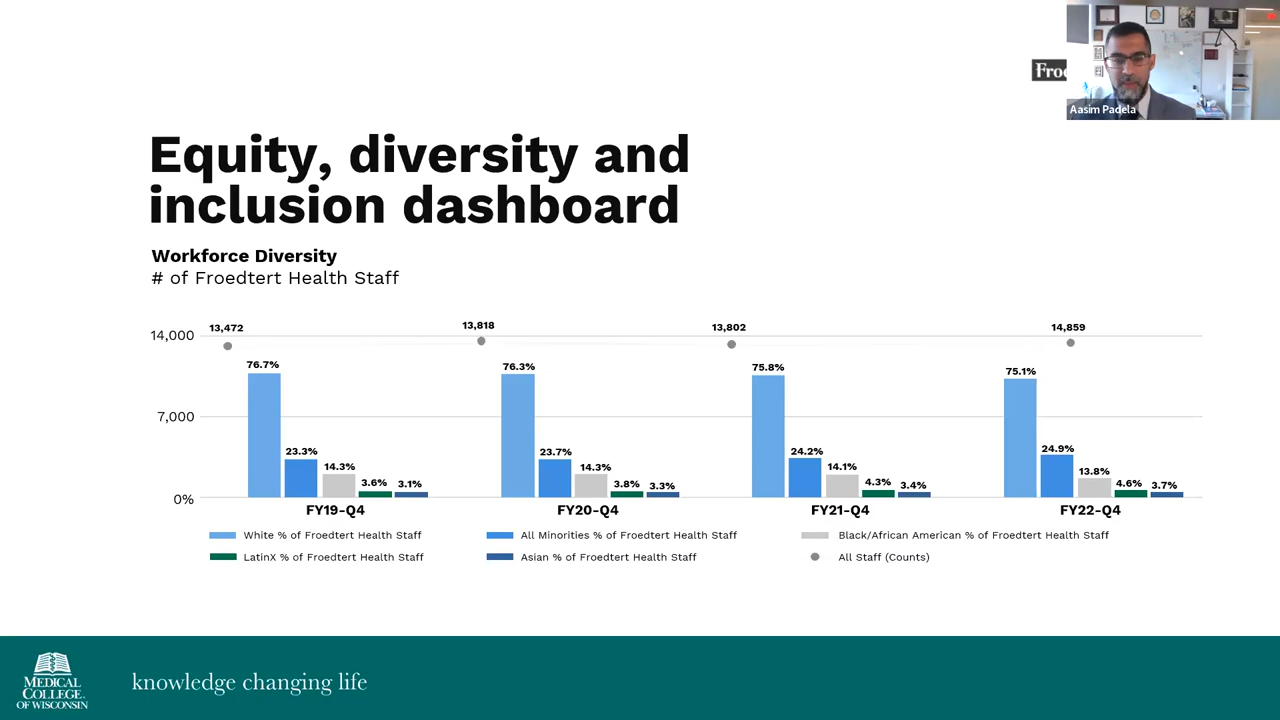 Froe
Aasim Padela
Equity, diversity and
inclusion dashboard
Workforce Diversity
# of Froedtert Health Staff
14,000
7,000
0%
13,472
76.7%
23.3%
14.3%
3.6%
3.1%
FY19-Q4
13,818
76.3%
23.7%
14.3%
3.8%
3.3%
FY20-Q4
13,802
75.8%
24.2%
14.1%
4.3%
3.4%
FY21-Q4
14,859
75.1%
24.9%
13.8%
4.6%
3.7%
FY22-Q4
White % of Froedtert Health Staff
All Minorities % of Froedtert Health Staff
Black/African American % of Froedtert Health Staff
LatinX % of Froedtert Health Staff
Asian % of Froedtert Health Staff
All Staff (Counts)
MEDICAL
COLLEGE
OF WISCONSIN
knowledge changing life